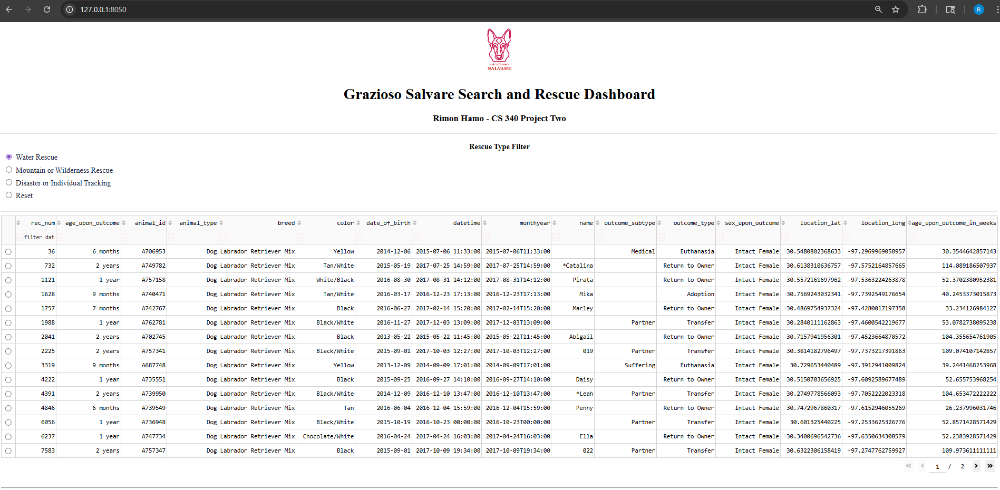 127.0.0.1:8050
R
GRAZIOSO
SALVARE
Grazioso Salvare Search and Rescue Dashboard
Rimon Hamo - CS 340 Project Two
Rescue Type Filter
Water Rescue
Mountain or Wilderness Rescue
Disaster or Individual Tracking
Reset
rec_num age_upon_outcome animal_id animal_type breed color date_of_birth datetime monthyear name outcome_subtype outcome_type sex_upon_outcome location_lat location_long age_upon_outcome_in_weeks
filter dat
36 6 months A706953 Dog Labrador Retriever Mix Yellow 2014-12-06 2015-07-06 11:33:00 2015-07-06T11:33:00 Medical Euthanasia Intact Female 30.5480802368633 -97.2969969058957 30.3544642857143
732 2 years A749782 Dog Labrador Retriever Mix Tan/White 2015-05-19 2017-07-25 14:59:00 2017-07-25T14:59:00 *Catalina Return to Owner Intact Female 30.6138310636757 -97.5752164857665 114.089186507937
1121 1 year A757158 Dog Labrador Retriever Mix White/Black 2016-08-30 2017-08-31 14:12:00 2017-08-31T14:12:00 Pirata Return to Owner Intact Female 30.5572161697962 -97.5363224263878 52.3702380952381
1628 9 months A740471 Dog Labrador Retriever Mix Tan/White 2016-03-17 2016-12-23 17:13:00 2016-12-23T17:13:00 Mika Adoption Intact Female 30.7569243032341 -97.7392549176654 40.2453373015873
1757 7 months A742767 Dog Labrador Retriever Mix Black 2016-06-27 2017-02-14 15:20:00 2017-02-14T15:20:00 Marley Return to Owner Intact Female 30.4869754937324 -97.4280017197358 33.234126984127
1988 1 year A762781 Dog Labrador Retriever Mix Black/White 2016-11-27 2017-12-03 13:09:00 2017-12-03T13:09:00 Partner Transfer Intact Female 30.2840111162863 -97.4600542219677 53.0782738095238
2041 2 years A702745 Dog Labrador Retriever Mix Black 2013-05-22 2015-05-22 11:45:00 2015-05-22T11:45:00 Abigail Return to Owner Intact Female 30.7157941956301 -97.4523664870572 104.355654761905
2225 2 years A757341 Dog Labrador Retriever Mix Black/White 2015-09-01 2017-10-03 12:27:00 2017-10-03T12:27:00 019 Partner Transfer Intact Female 30.3814182796497 -97.7373217391863 109.074107142857
3319 9 months A687748 Dog Labrador Retriever Mix Yellow 2013-12-09 2014-09-09 17:01:00 2014-09-09T17:01:00 Suffering Euthanasia Intact Female 30.729653440489 -97.3912941009824 39.2441468253968
4222 1 year A735551 Dog Labrador Retriever Mix Black 2015-09-25 2016-09-27 14:10:00 2016-09-27T14:10:00 Daisy Return to Owner Intact Female 30.5150703656925 -97.6092589677489 52.655753968254
4391 2 years A739950 Dog Labrador Retriever Mix Black/White 2014-12-09 2016-12-10 13:47:00 2016-12-10T13:47:00 *Leah Partner Transfer Intact Female 30.2749778566093 -97.7052222023318 104.653472222222
4846 6 months A739549 Dog Labrador Retriever Mix Tan 2016-06-04 2016-12-04 15:59:00 2016-12-04T15:59:00 Penny Return to Owner Intact Female 30.7472967860317 -97.6152946055269 26.237996031746
6056 1 year A736948 Dog Labrador Retriever Mix Black/White 2015-10-19 2016-10-23 00:00:00 2016-10-23T00:00:00 Partner Transfer Intact Female 30.601325440225 -97.2533625326776 52.8571428571429
6237 1 year A747734 Dog Labrador Retriever Mix Chocolate/White 2016-04-24 2017-04-24 16:03:00 2017-04-24T16:03:00 Ella Return to Owner Intact Female 30.3400696542736 -97.6350634308579 52.2383928571429
7583 2 years A757347 Dog Labrador Retriever Mix Black 2015-09-01 2017-10-09 19:34:00 2017-10-09T19:34:00 022 Partner Transfer Intact Female 30.6322306158419 -97.2747762759927 109.973611111111
1 / 2